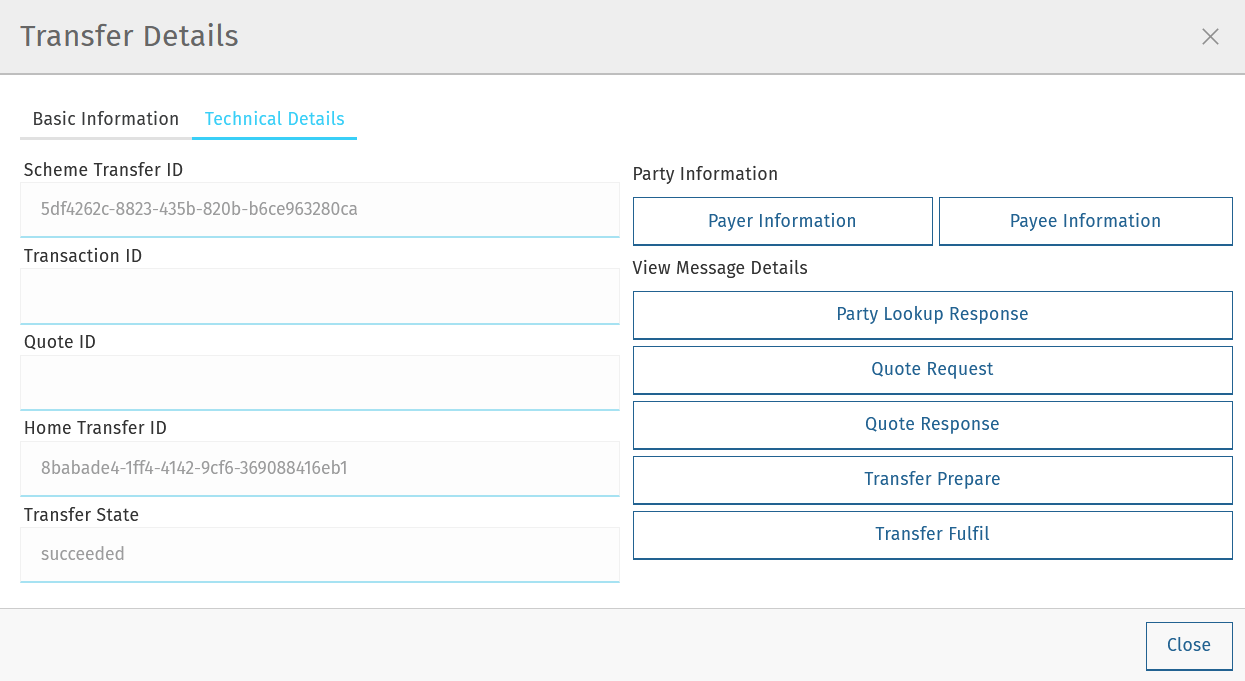 Transfer Details
Basic Information
Technical Details
Scheme Transfer ID
5df4262c-8823-435b-820b-b6ce963280ca
Transaction ID
Quote ID
Home Transfer ID
8babade4-1ff4-4142-9cf6-369088416eb1
Transfer State
succeeded
Party Information
Payer Information
Payee Information
View Message Details
Party Lookup Response
Quote Request
Quote Response
Transfer Prepare
Transfer Fulfil
Close